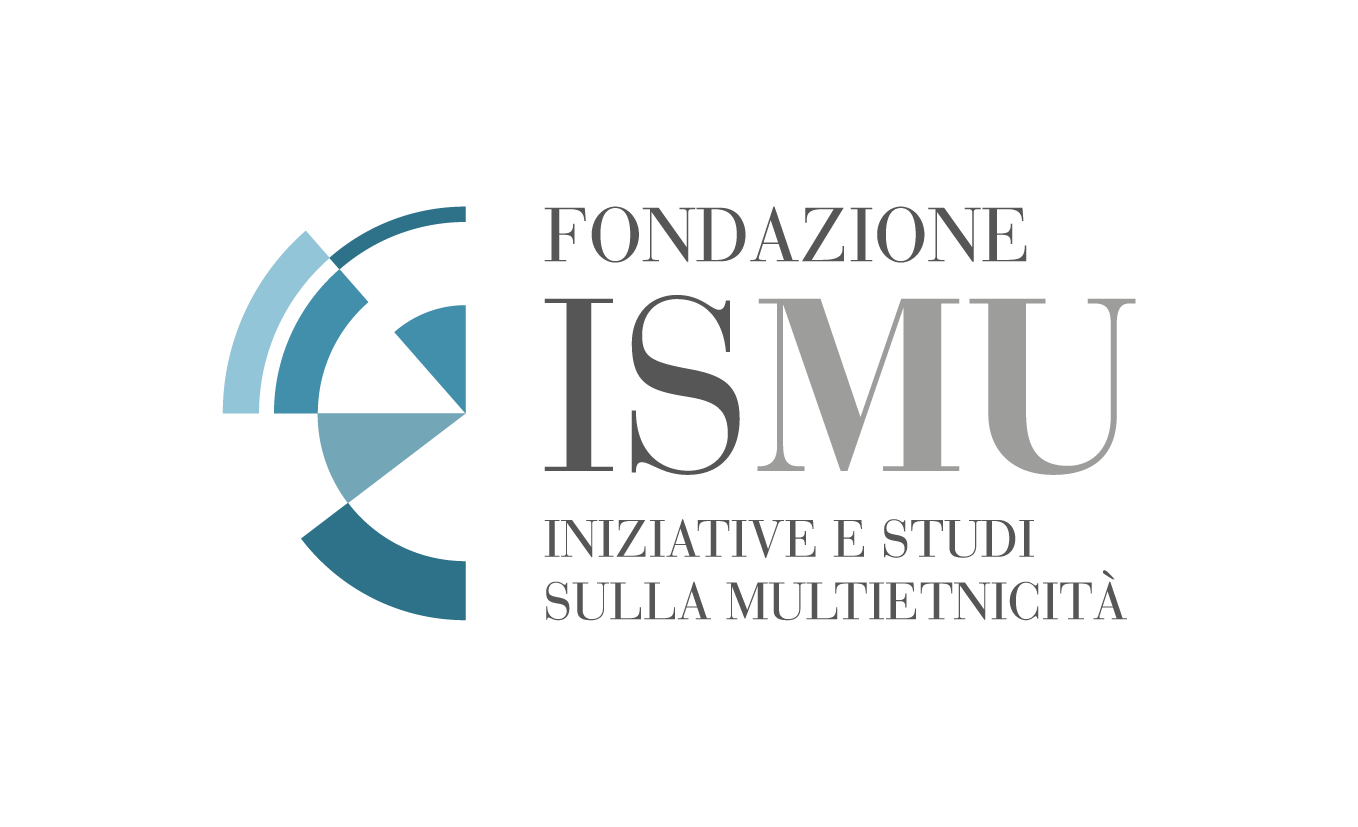 FONDAZIONE
ISMU
INIZIATIVE E STUDI
SULLA MULTIETNICITÀ